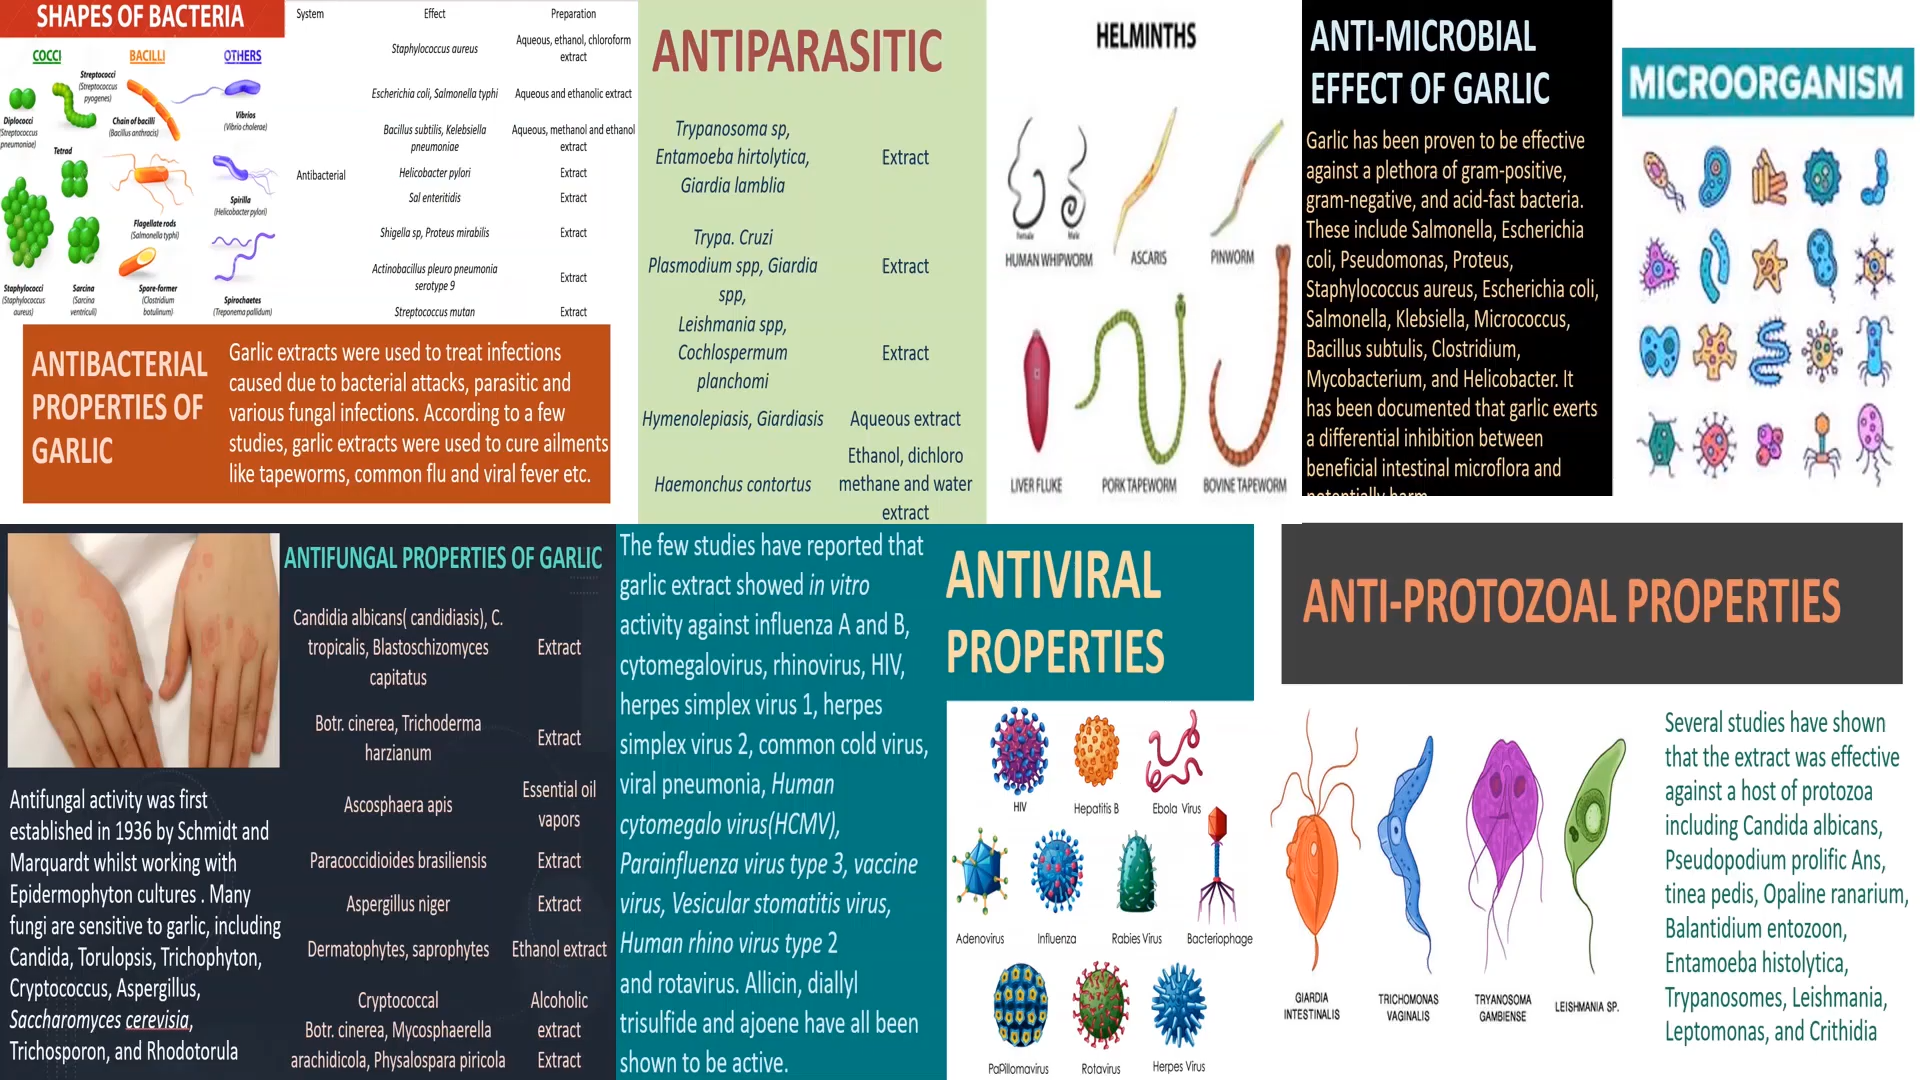 SHAPES OF BACTERIA
COCCI
BACILLI
OTHERS
Streptococci
(Streptococcus
pyogenes)
Diplococci
(Streptococcus
pneumoniae)
Chain of bacilli
(Bacillus anthracis)
Vibrios
(Vibrio cholerae)
Tetrad
Spirilla
(Helicobacter pylori)
Flagellate rods
(Salmonella typhi)
Staphylococci
(Staphylococcus
aureus)
Sarcina
(Sarcina
ventriculi)
Spore-former
(Clostridium
botulinum)
Spirochaetes
(Treponema pallidum)
System
Effect
Preparation
Antibacterial
Staphylococcus aureus
Aqueous, ethanol, chloroform
extract
Escherichia coli, Salmonella typhi
Aqueous and ethanolic extract
Bacillus subtilis, Kelebsiella
pneumoniae
Aqueous, methanol and ethanol
extract
Helicobacter pylori
Extract
Sal enteritidis
Extract
Shigella sp, Proteus mirabilis
Extract
Actinobacillus pleuro pneumonia
serotype 9
Extract
Streptococcus mutan
Extract
ANTIBACTERIAL
PROPERTIES OF
GARLIC
Garlic extracts were used to treat infections
caused due to bacterial attacks, parasitic and
various fungal infections. According to a few
studies, garlic extracts were used to cure ailments
like tapeworms, common flu and viral fever etc.
ANTIPARASITIC
Trypanosoma sp,
Entamoeba hirtolytica,
Giardia lamblia
Extract
Trypa. Cruzi
Plasmodium spp, Giardia
spp,
Extract
Leishmania spp,
Cochlospermum
planchomi
Extract
Hymenolepiasis, Giardiasis
Aqueous extract
Haemonchus contortus
Ethanol, dichloro
methane and water
extract
HELMINTHS
Female
Male
HUMAN WHIPWORM
ASCARIS
PINWORM
LIVER FLUKE
PORK TAPEWORM
BOVINE TAPEWORM
ANTI-MICROBIAL
EFFECT OF GARLIC
Garlic has been proven to be effective
against a plethora of gram-positive,
gram-negative, and acid-fast bacteria.
These include Salmonella, Escherichia
coli, Pseudomonas, Proteus,
Staphylococcus aureus, Escherichia coli,
Salmonella, Klebsiella, Micrococcus,
Bacillus subtulis, Clostridium,
Mycobacterium, and Helicobacter. It
has been documented that garlic exerts
a differential inhibition between
beneficial intestinal microflora and
potentially harm
MICROORGANISM
ANTIFUNGAL PROPERTIES OF GARLIC
Antifungal activity was first
established in 1936 by Schmidt and
Marquardt whilst working with
Epidermophyton cultures . Many
fungi are sensitive to garlic, including
Candida, Torulopsis, Trichophyton,
Cryptococcus, Aspergillus,
Saccharomyces cerevisia,
Trichosporon, and Rhodotorula
Candidia albicans( candidiasis), C.
tropicalis, Blastoschizomyces
capitatus
Extract
Botr. cinerea, Trichoderma
harzianum
Extract
Ascosphaera apis
Essential oil
vapors
Paracoccidioides brasiliensis
Extract
Aspergillus niger
Extract
Dermatophytes, saprophytes
Ethanol extract
Cryptococcal
Alcoholic
extract
Botr. cinerea, Mycosphaerella
arachidicola, Physalospara piricola
Extract
The few studies have reported that
garlic extract showed in vitro
activity against influenza A and B,
cytomegalovirus, rhinovirus, HIV,
herpes simplex virus 1, herpes
simplex virus 2, common cold virus,
viral pneumonia, Human
cytomegalo virus(HCMV),
Parainfluenza virus type 3, vaccine
virus, Vesicular stomatitis virus,
Human rhino virus type 2
and rotavirus. Allicin, diallyl
trisulfide and ajoene have all been
shown to be active.
ANTIVIRAL
PROPERTIES
HIV
Hepatitis B
Ebola Virus
Adenovirus
Influenza
Rabies Virus
Bacteriophage
PaPillomavirus
Rotavirus
Herpes Virus
ANTI-PROTOZOAL PROPERTIES
GIARDIA
INTESTINALIS
TRICHOMONAS
VAGINALIS
TRYANOSOMA
GAMBIENSE
LEISHMANIA SP.
Several studies have shown
that the extract was effective
against a host of protozoa
including Candida albicans,
Pseudopodium prolific Ans,
tinea pedis, Opaline ranarium,
Balantidium entozoon,
Entamoeba histolytica,
Trypanosomes, Leishmania,
Leptomonas, and Crithidia